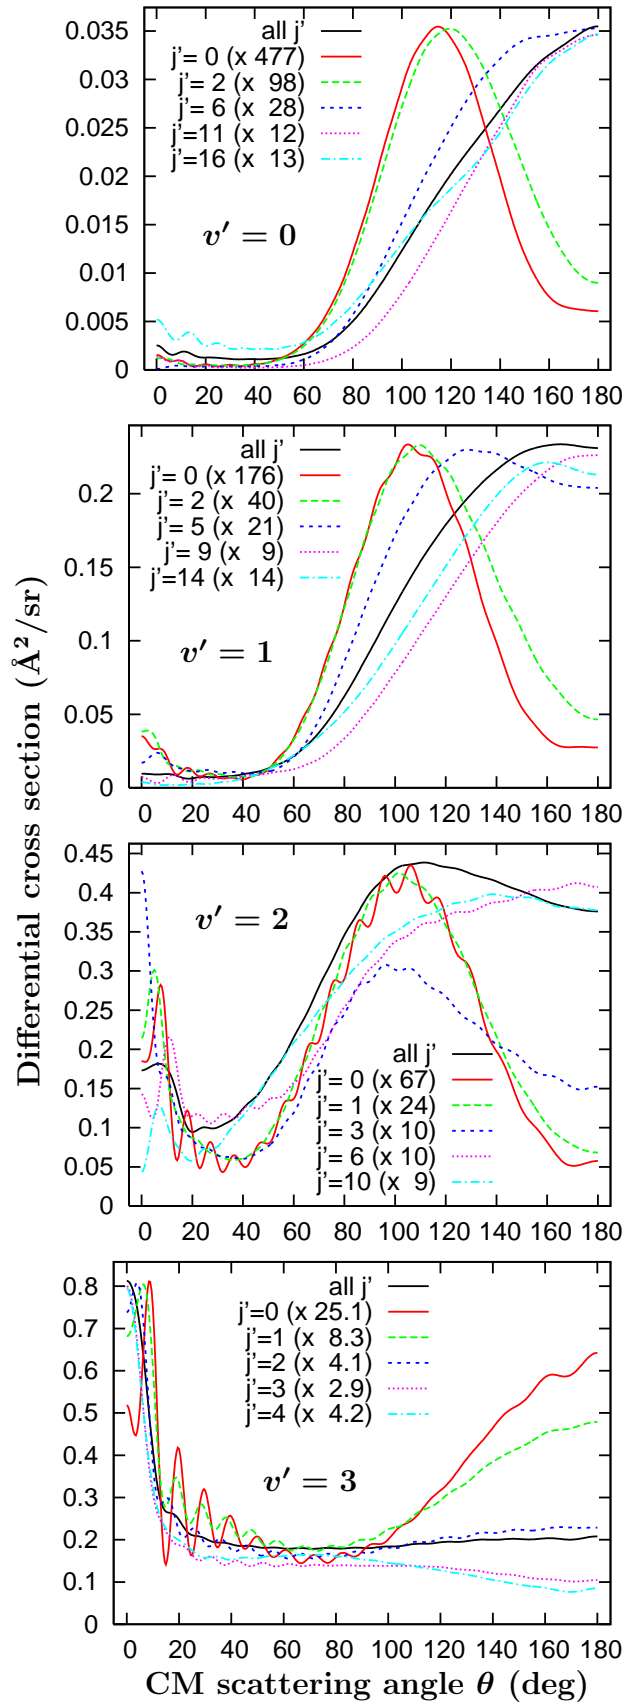 Differential cross section (Å²/sr)
0.035
0.03
0.025
0.02
0.015
0.01
0.005
0
all j'
j'= 0 (x 477)
j'= 2 (x 98)
j'= 6 (x 28)
j'=11 (x 12)
j'=16 (x 13)
v' = 0
0 20 40 60 80 100 120 140 160 180
0.2
0.15
0.1
0.05
0
all j'
j'= 0 (x 176)
j'= 2 (x 40)
j'= 5 (x 21)
j'= 9 (x 9)
j'=14 (x 14)
v' = 1
0 20 40 60 80 100 120 140 160 180
0.45
0.4
0.35
0.3
0.25
0.2
0.15
0.1
0.05
0
v' = 2
all j'
j'= 0 (x 67)
j'= 1 (x 24)
j'= 3 (x 10)
j'= 6 (x 10)
j'=10 (x 9)
0 20 40 60 80 100 120 140 160 180
0.8
0.7
0.6
0.5
0.4
0.3
0.2
0.1
0
all j'
j'=0 (x 25.1)
j'=1 (x 8.3)
j'=2 (x 4.1)
j'=3 (x 2.9)
j'=4 (x 4.2)
v' = 3
0 20 40 60 80 100 120 140 160 180
CM scattering angle θ (deg)